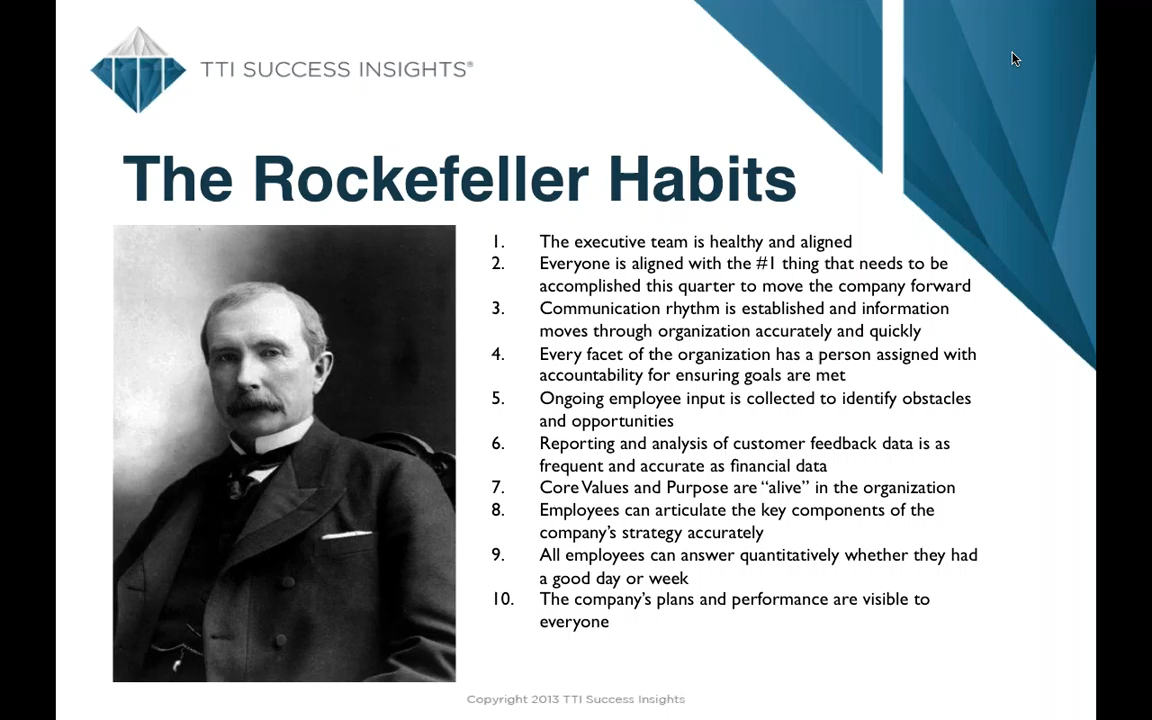 TTI SUCCESS INSIGHTS®
The Rockefeller Habits
1. The executive team is healthy and aligned
2. Everyone is aligned with the #1 thing that needs to be
accomplished this quarter to move the company forward
3. Communication rhythm is established and information
moves through organization accurately and quickly
4. Every facet of the organization has a person assigned with
accountability for ensuring goals are met
5. Ongoing employee input is collected to identify obstacles
and opportunities
6. Reporting and analysis of customer feedback data is as
frequent and accurate as financial data
7. Core Values and Purpose are “alive” in the organization
8. Employees can articulate the key components of the
company’s strategy accurately
9. All employees can answer quantitatively whether they had
a good day or week
10. The company’s plans and performance are visible to
everyone
Copyright 2013 TTI Success Insights